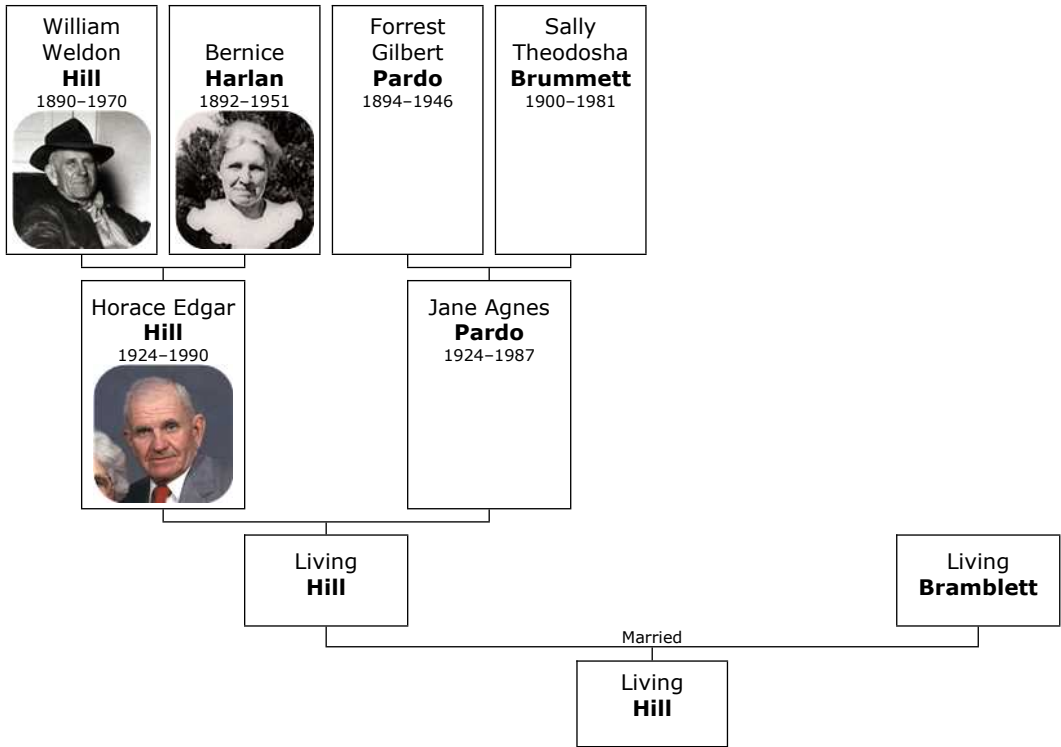 William
Weldon
Hill
1890–1970
Bernice
Harlan
1892–1951
Forrest
Gilbert
Pardo
1894–1946
Sally
Theodosha
Brummett
1900–1981
Horace Edgar
Hill
1924–1990
Jane Agnes
Pardo
1924–1987
Living
Hill
Living
Bramblett
Married
Living
Hill